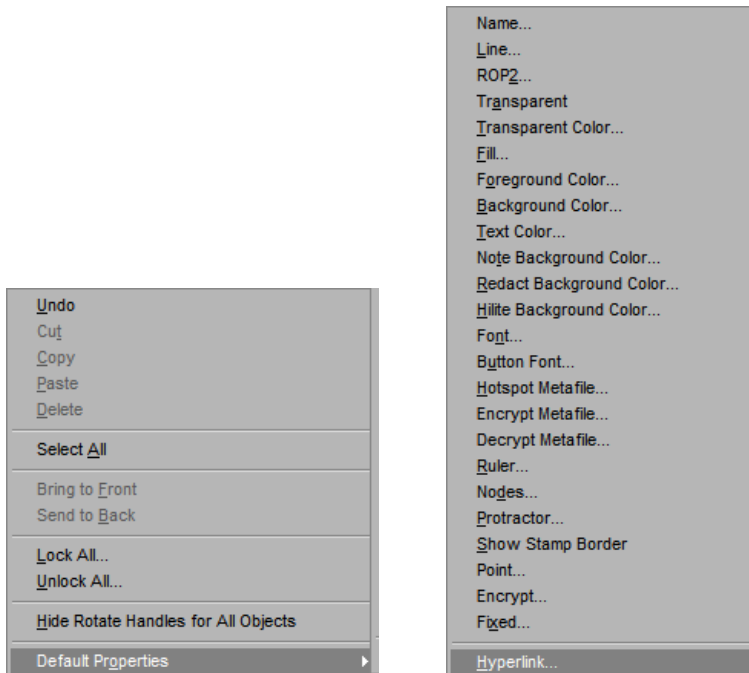 Undo
Cut
Copy
Paste
Delete
Select All
Bring to Front
Send to Back
Lock All...
Unlock All...
Hide Rotate Handles for All Objects
Default Properties
Name...
Line...
ROP2...
Transparent
Transparent Color...
Fill...
Foreground Color...
Background Color...
Text Color...
Note Background Color...
Redact Background Color...
Hilite Background Color...
Font...
Button Font...
Hotspot Metafile...
Encrypt Metafile...
Decrypt Metafile...
Ruler...
Nodes...
Protractor...
Show Stamp Border
Point...
Encrypt...
Fixed...
Hyperlink...